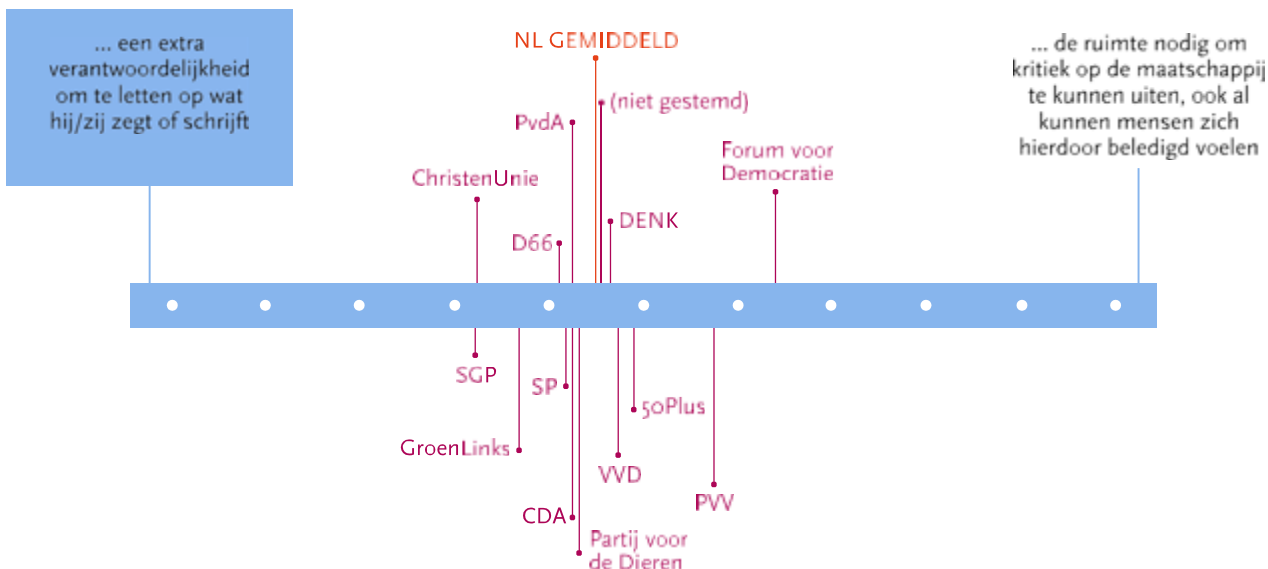 ... een extra
verantwoordelijkheid
om te letten op wat
hij/zij zegt of schrijft
NL GEMIDDELD
... de ruimte nodig om
kritiek op de maatschappij
te kunnen uiten, ook al
kunnen mensen zich
hierdoor beledigd voelen
(niet gestemd)
PvdA
Forum voor
Democratie
ChristenUnie
DENK
D66
SGP
SP
50Plus
GroenLinks
VVD
PVV
CDA
Partij voor
de Dieren